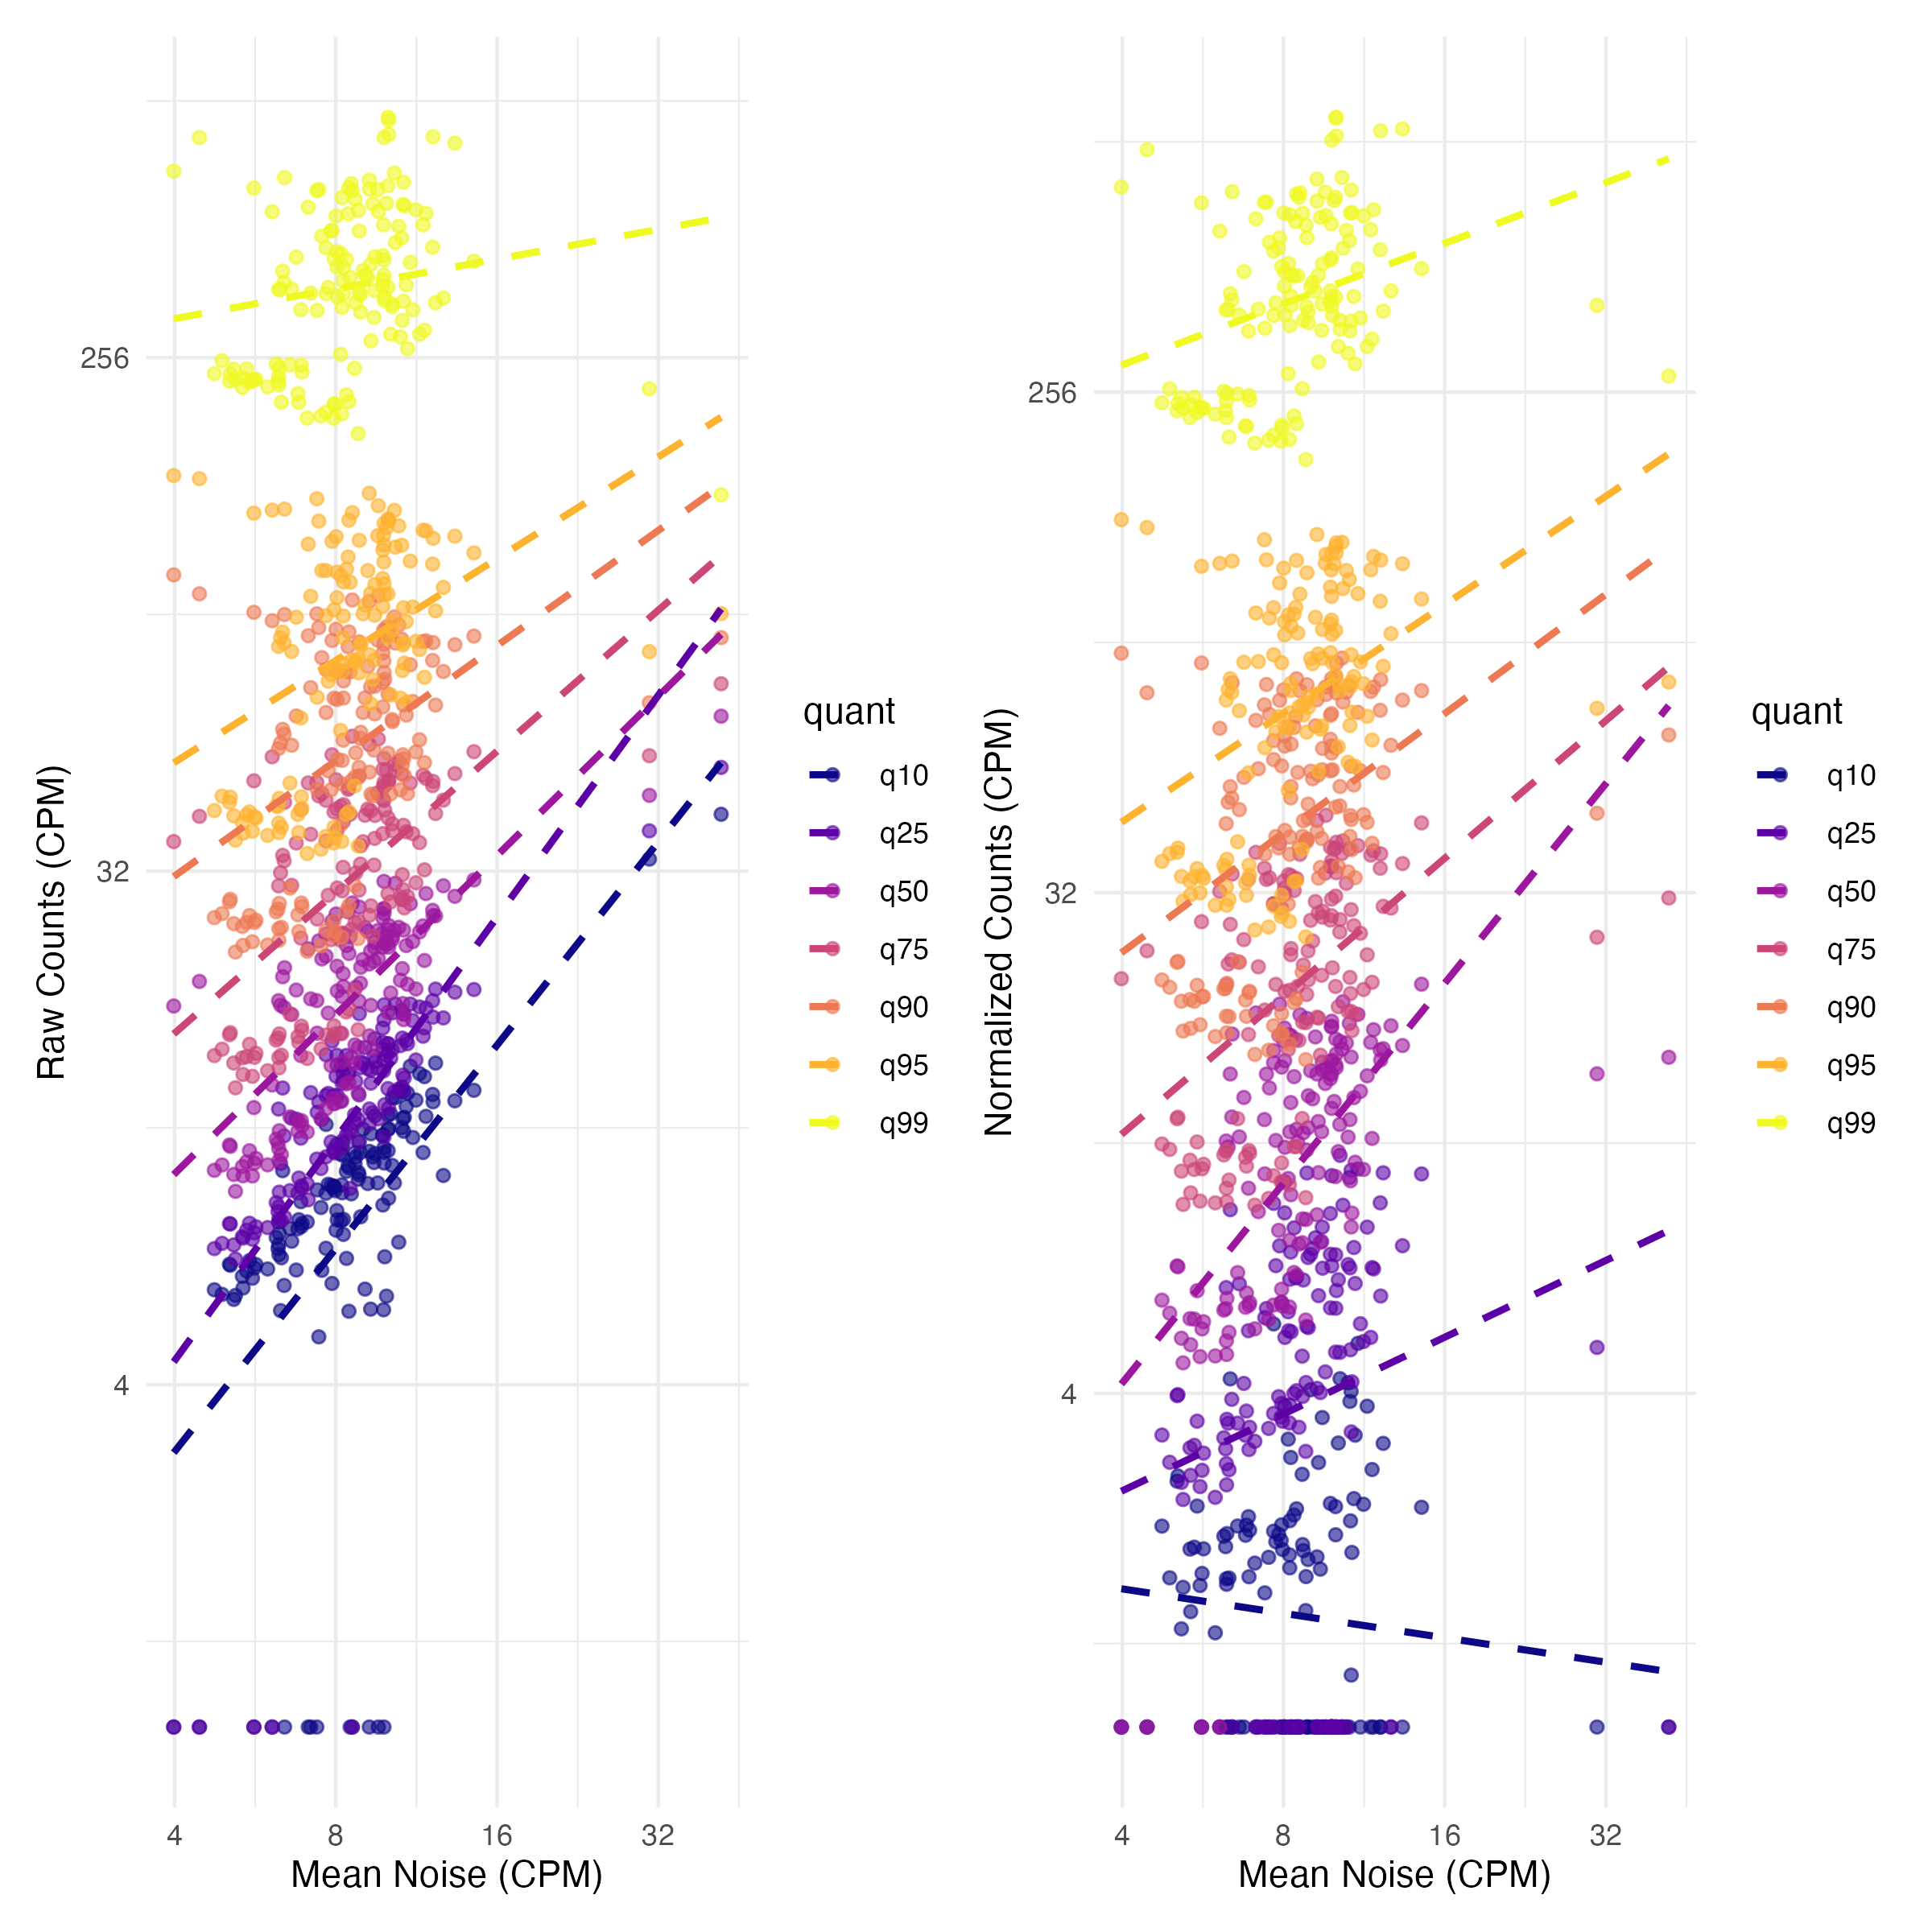 Raw Counts (CPM)
256
32
4
4 8 16 32
Mean Noise (CPM)
quant
q10
q25
q50
q75
q90
q95
q99
Normalized Counts (CPM)
256
32
4
4 8 16 32
Mean Noise (CPM)
quant
q10
q25
q50
q75
q90
q95
q99